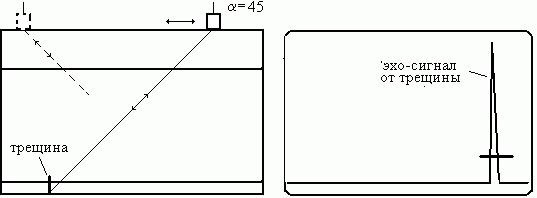 α=45
трещина
эхо-сигнал
от трещины